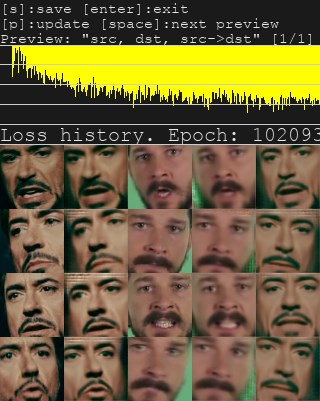 [s]:save [enter]:exit
[p]:update [space]:next preview
Preview: "src, dst, src->dst" [1/1]
Loss history. Epoch: 102093